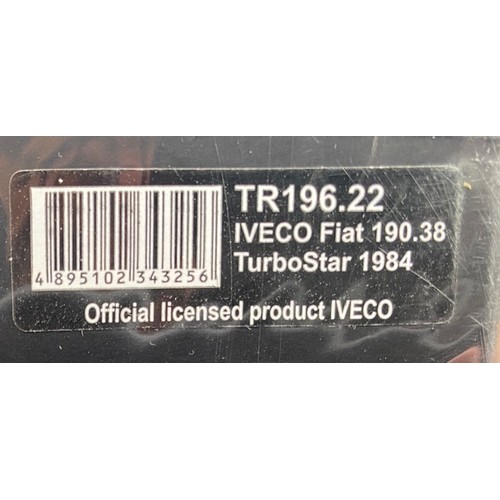 TR196.22
IVECO Fiat 190.38
TurboStar 1984
4 895102 343256
Official licensed product IVECO